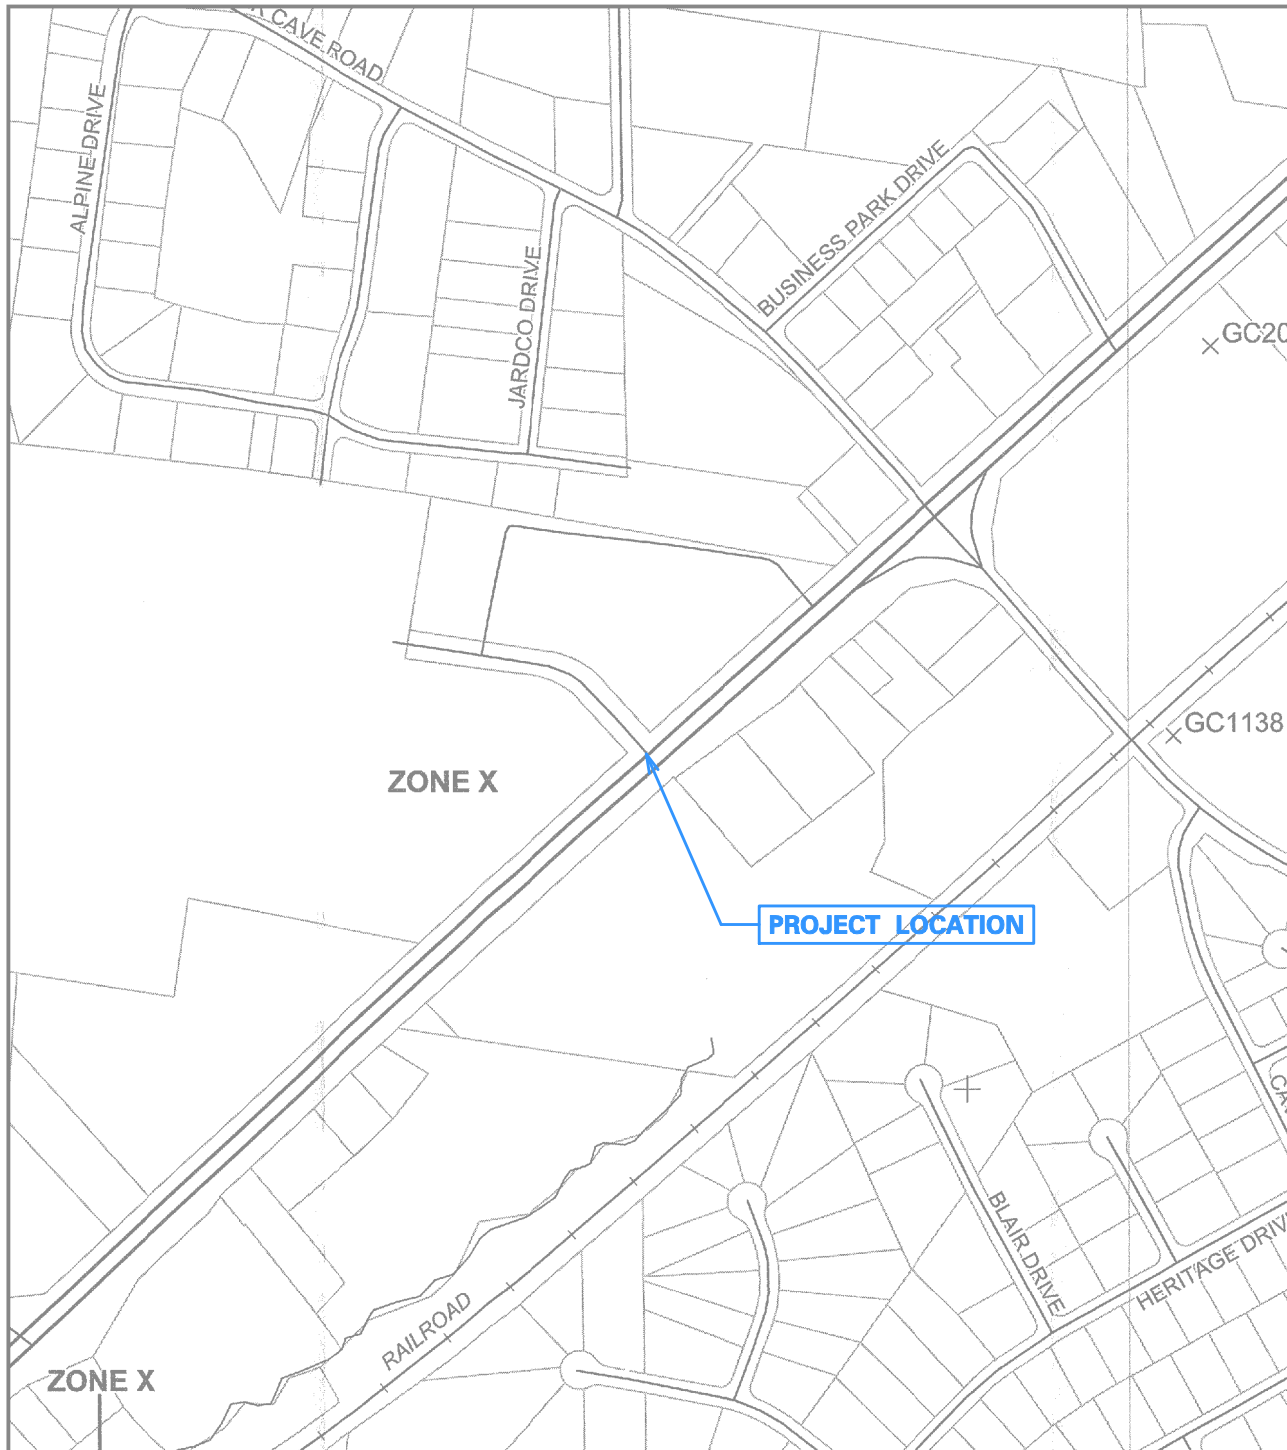 CAVE ROAD
ALPINE DRIVE
BUSINESS PARK DRIVE
JARDCO DRIVE
GC20
GC1138
ZONE X
PROJECT LOCATION
BLAIR DRIVE
HERITAGE DRIV
RAILROAD
ZONE X